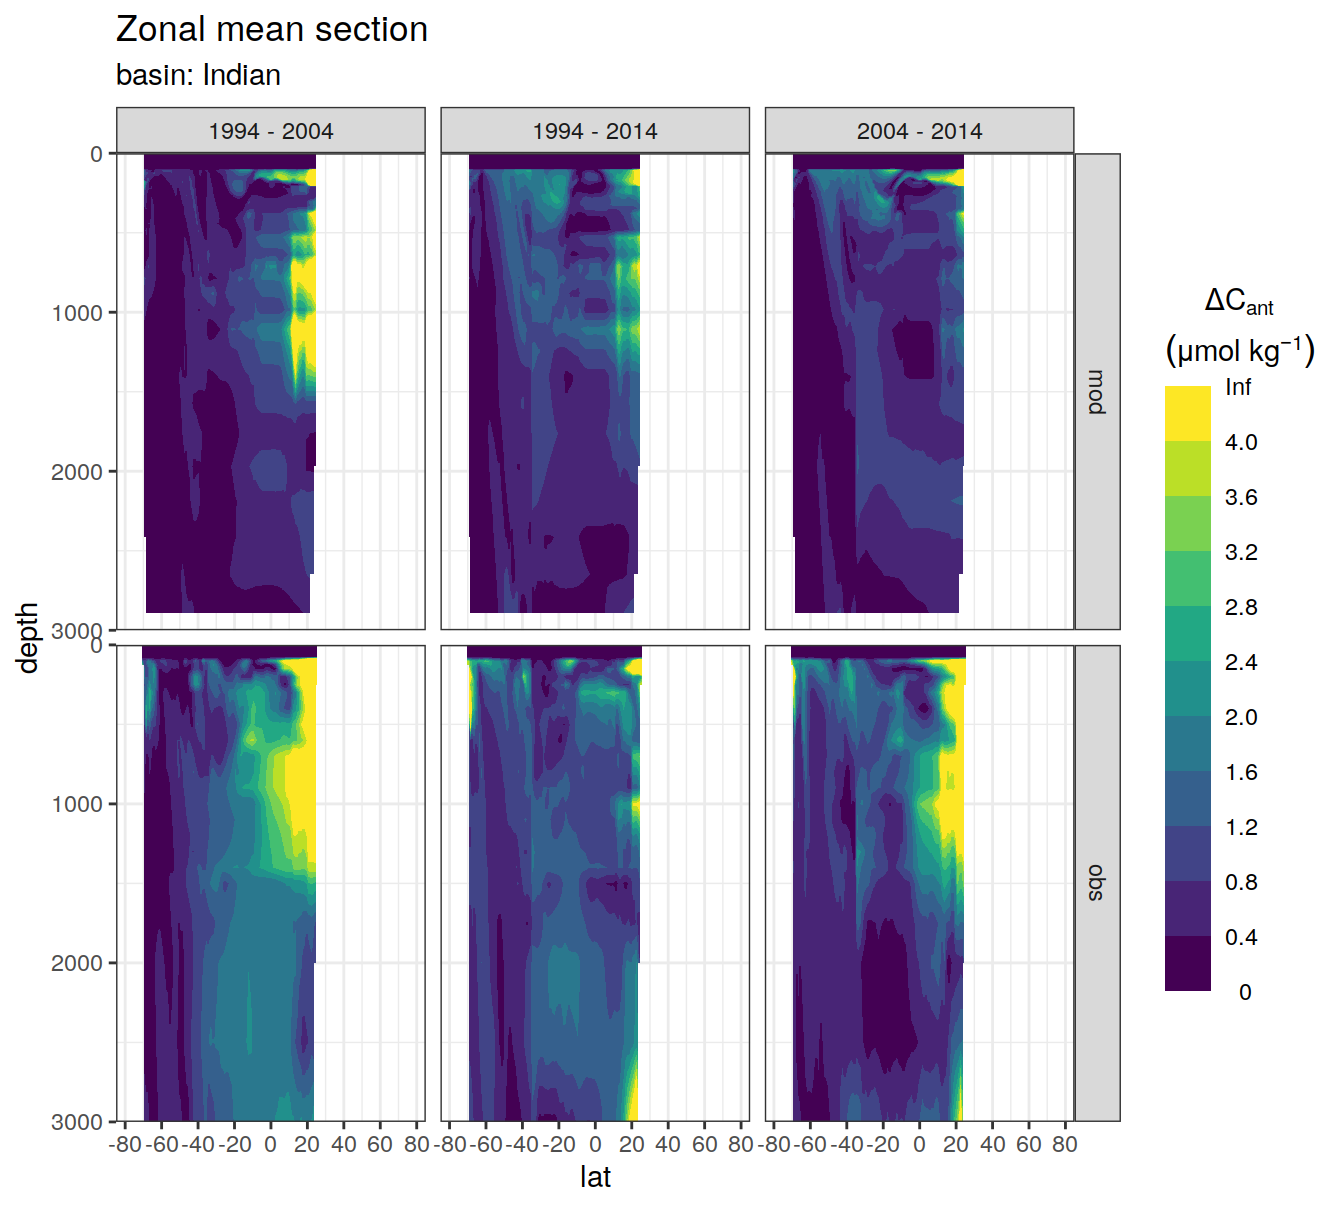 Zonal mean section
basin: Indian
1994 - 2004
1994 - 2014
2004 - 2014
0
1000
2000
3000
mod
0
1000
2000
3000
obs
depth
-80 -60 -40 -20 0 20 40 60 80
-80 -60 -40 -20 0 20 40 60 80
-80 -60 -40 -20 0 20 40 60 80
lat
ΔCant
(µmol kg−1)
Inf
4.0
3.6
3.2
2.8
2.4
2.0
1.6
1.2
0.8
0.4
0